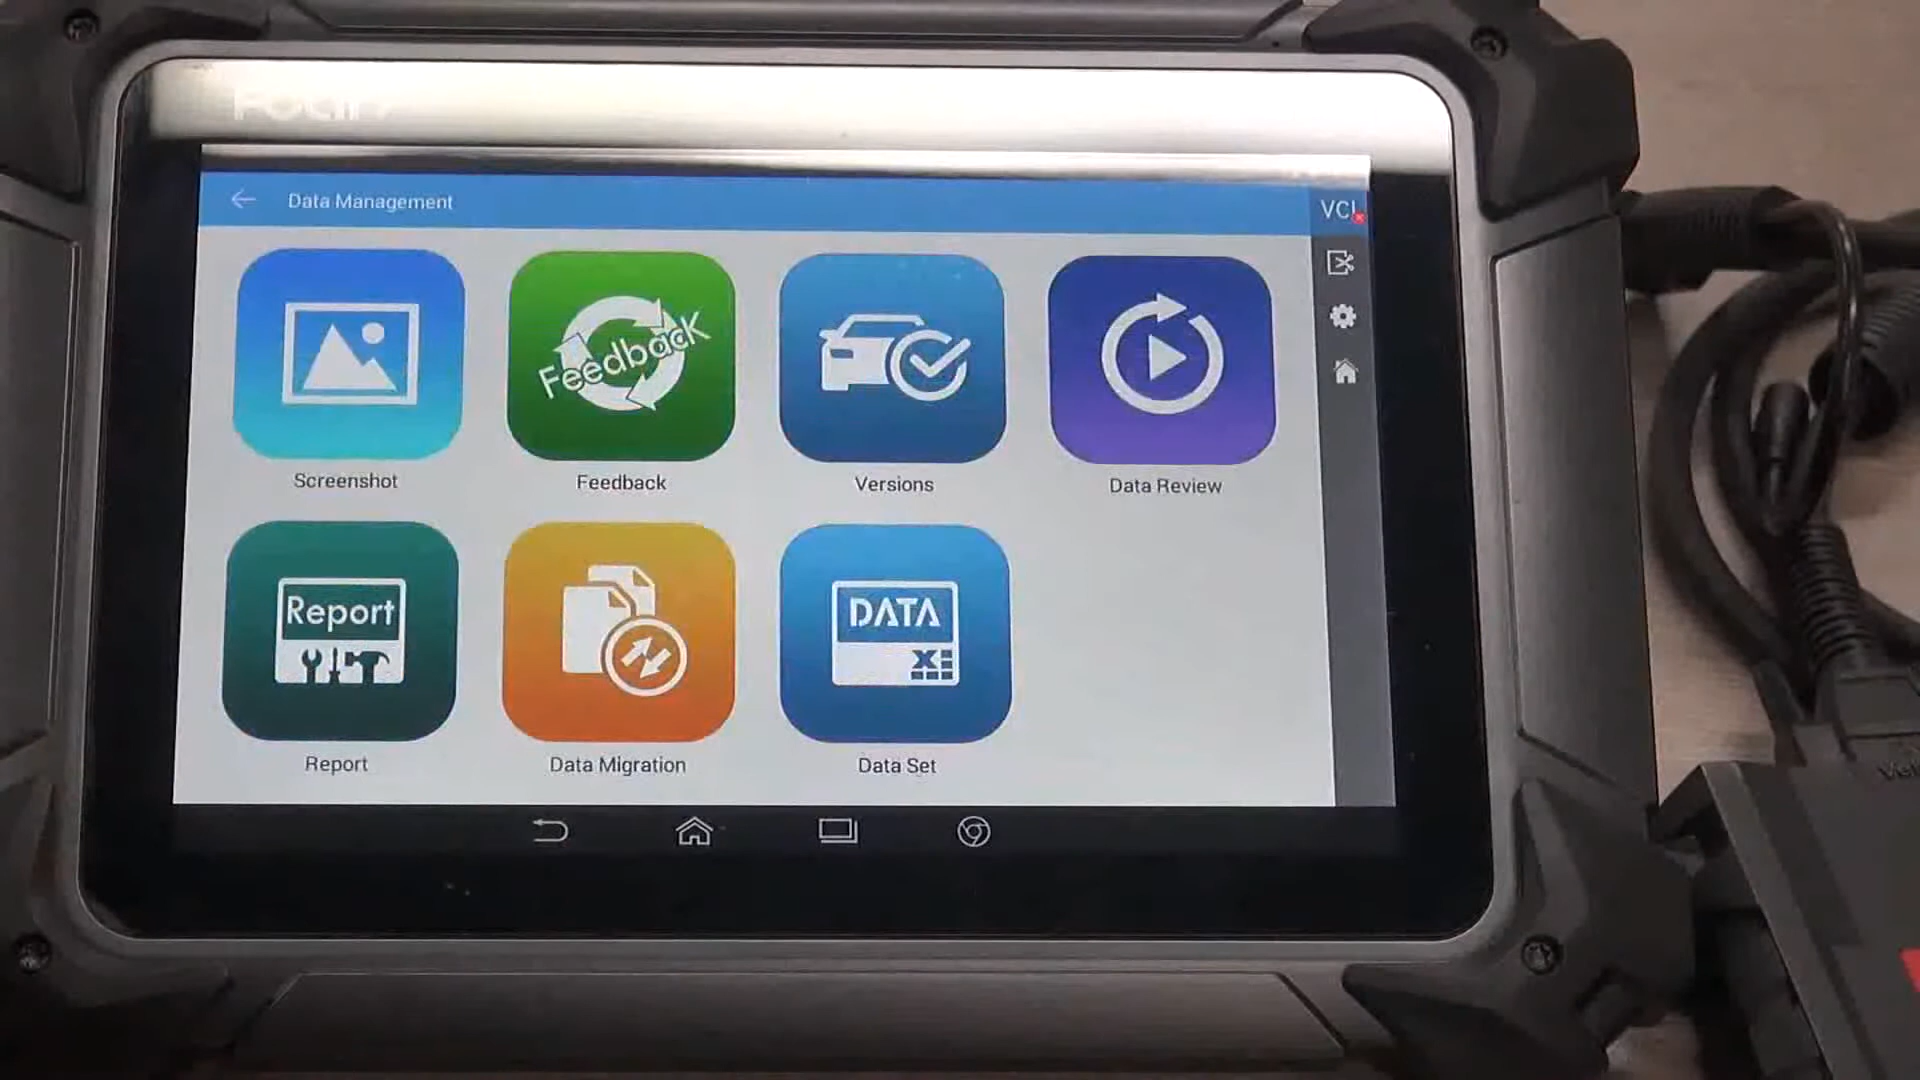 Data Management
VCI
Feedback
Screenshot
Feedback
Versions
Data Review
Report
DATA
Report
Data Migration
Data Set